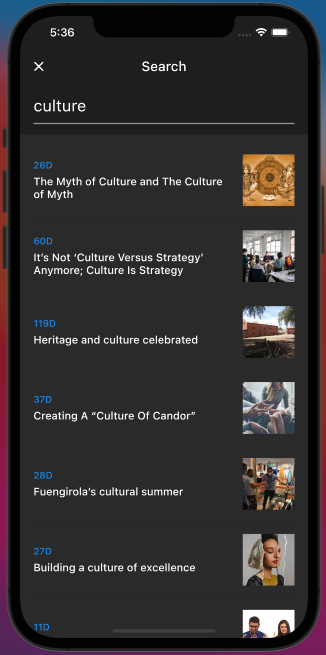 5:36
Search
culture
26D
The Myth of Culture and The Culture
of Myth
60D
It's Not ‘Culture Versus Strategy’
Anymore; Culture Is Strategy
119D
Heritage and culture celebrated
37D
Creating A “Culture Of Candor”
28D
Fuengirola's cultural summer
27D
Building a culture of excellence
11D